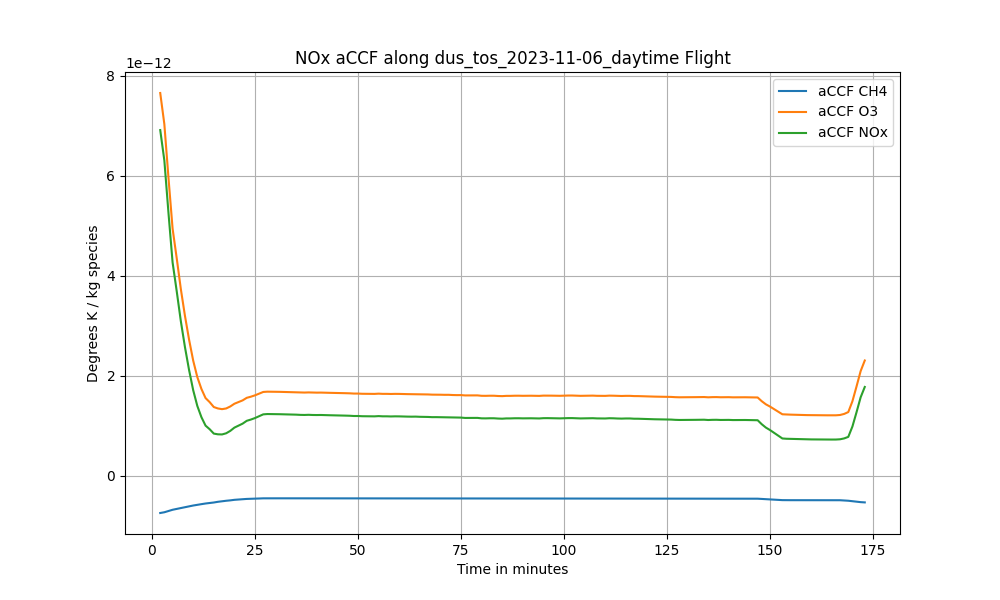 NOx aCCF along dus_tos_2023-11-06_daytime Flight
1e−12
8
6
4
2
0
Degrees K / kg species
aCCF CH4
aCCF O3
aCCF NOx
0 25 50 75 100 125 150 175
Time in minutes